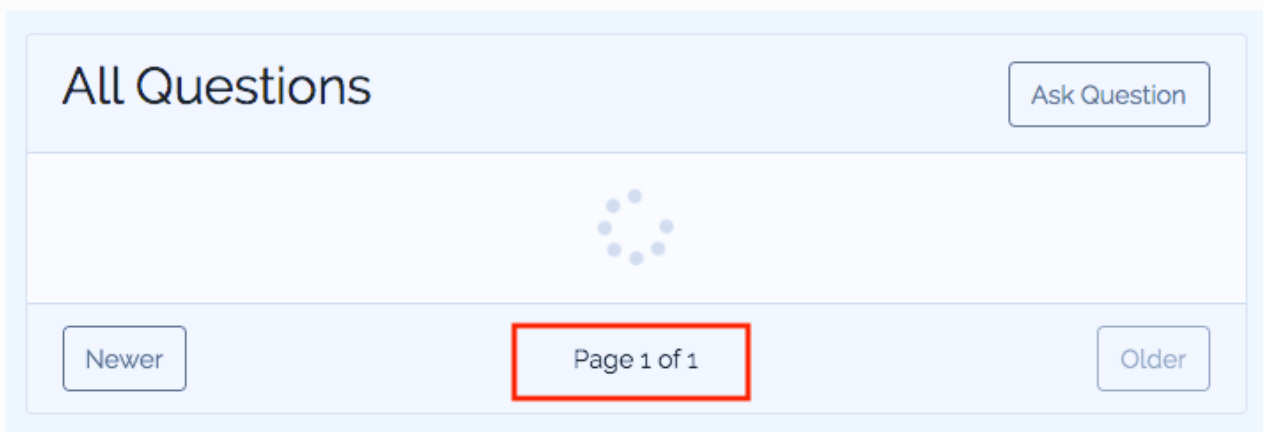 All Questions
Ask Question
Newer
Page 1 of 1
Older